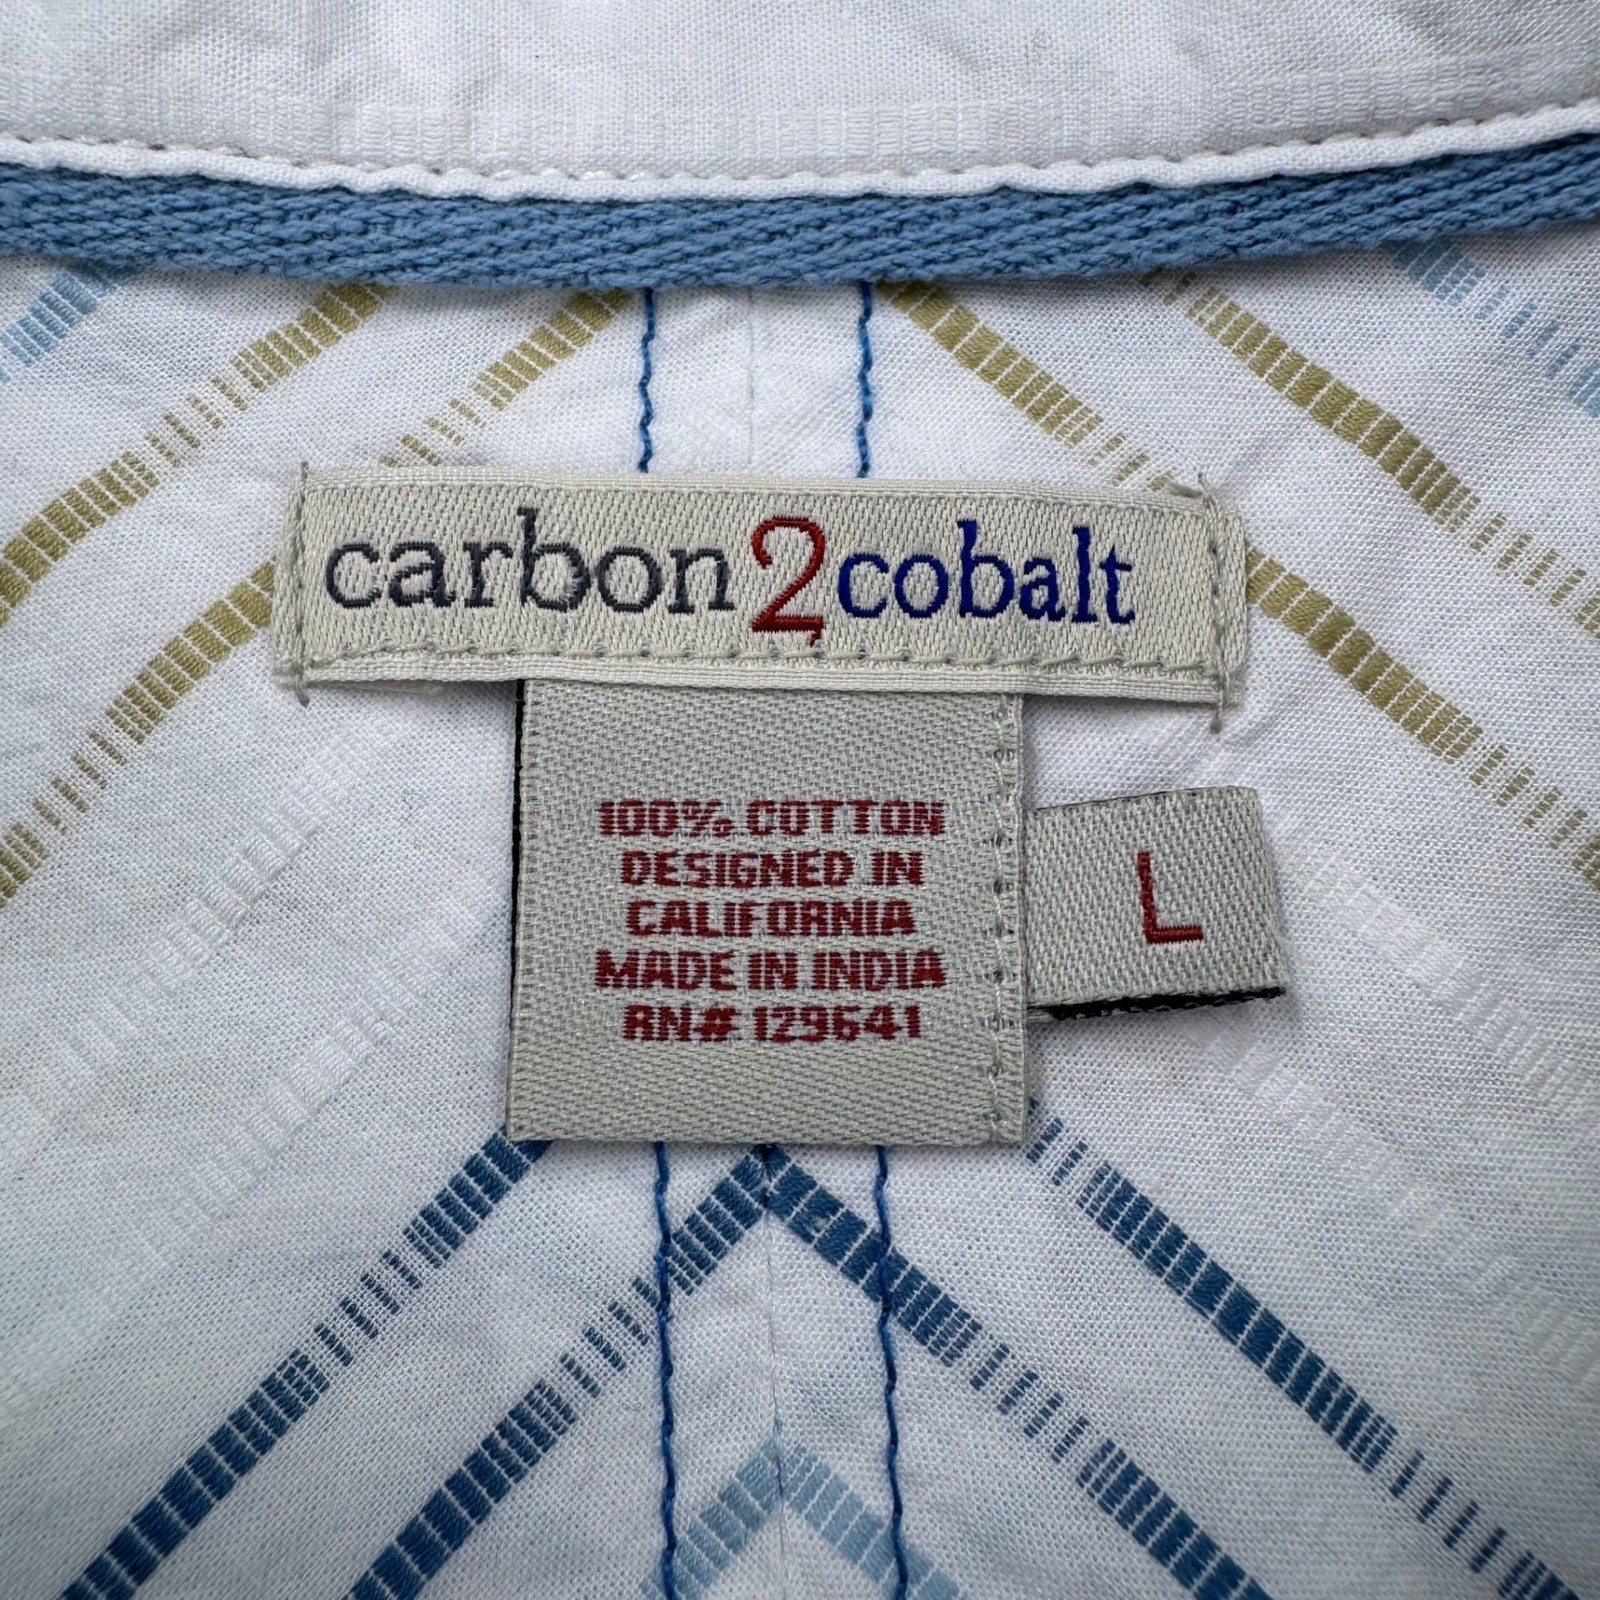 carbon2cobalt
100% COTTON
DESIGNED IN
CALIFORNIA
MADE IN INDIA
RN# 129641
L